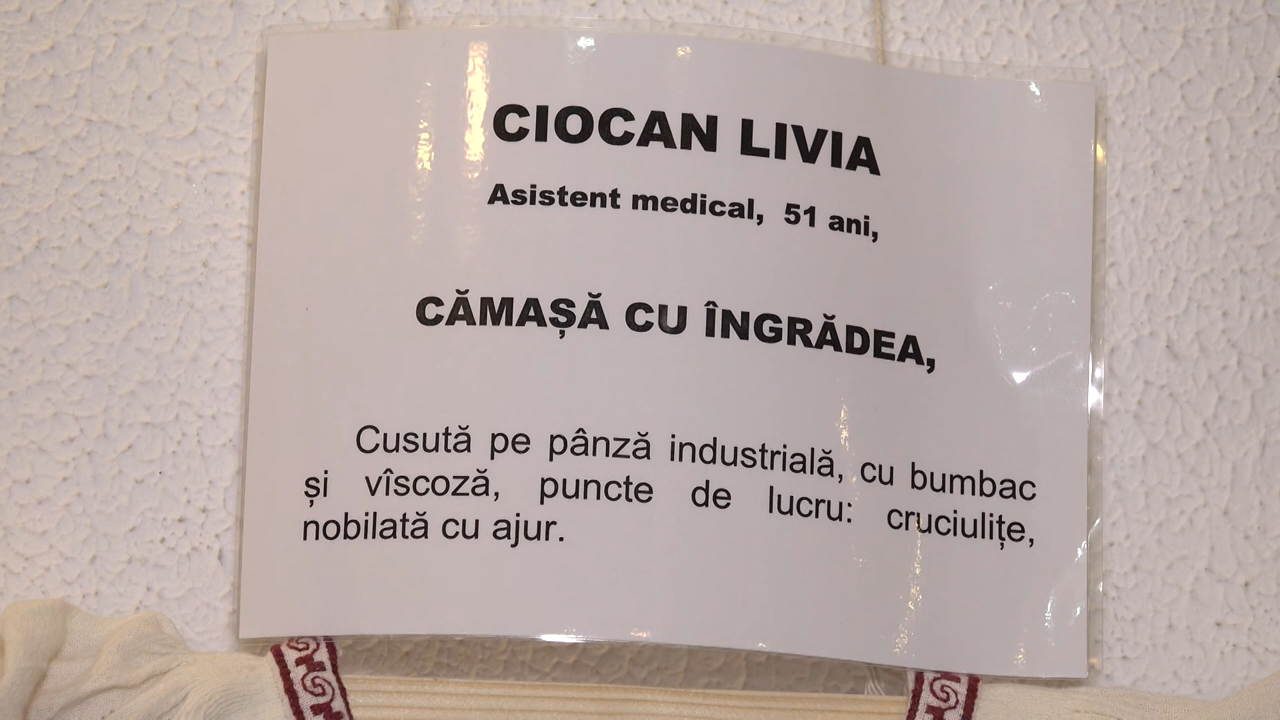 CIOCAN LIVIA
Asistent medical, 51 ani,
CĂMAȘĂ CU ÎNGRĂDEA,
Cusută pe pânză industrială, cu bumbac
și vîscoză, puncte de lucru: cruciulițe,
nobilată cu ajur.